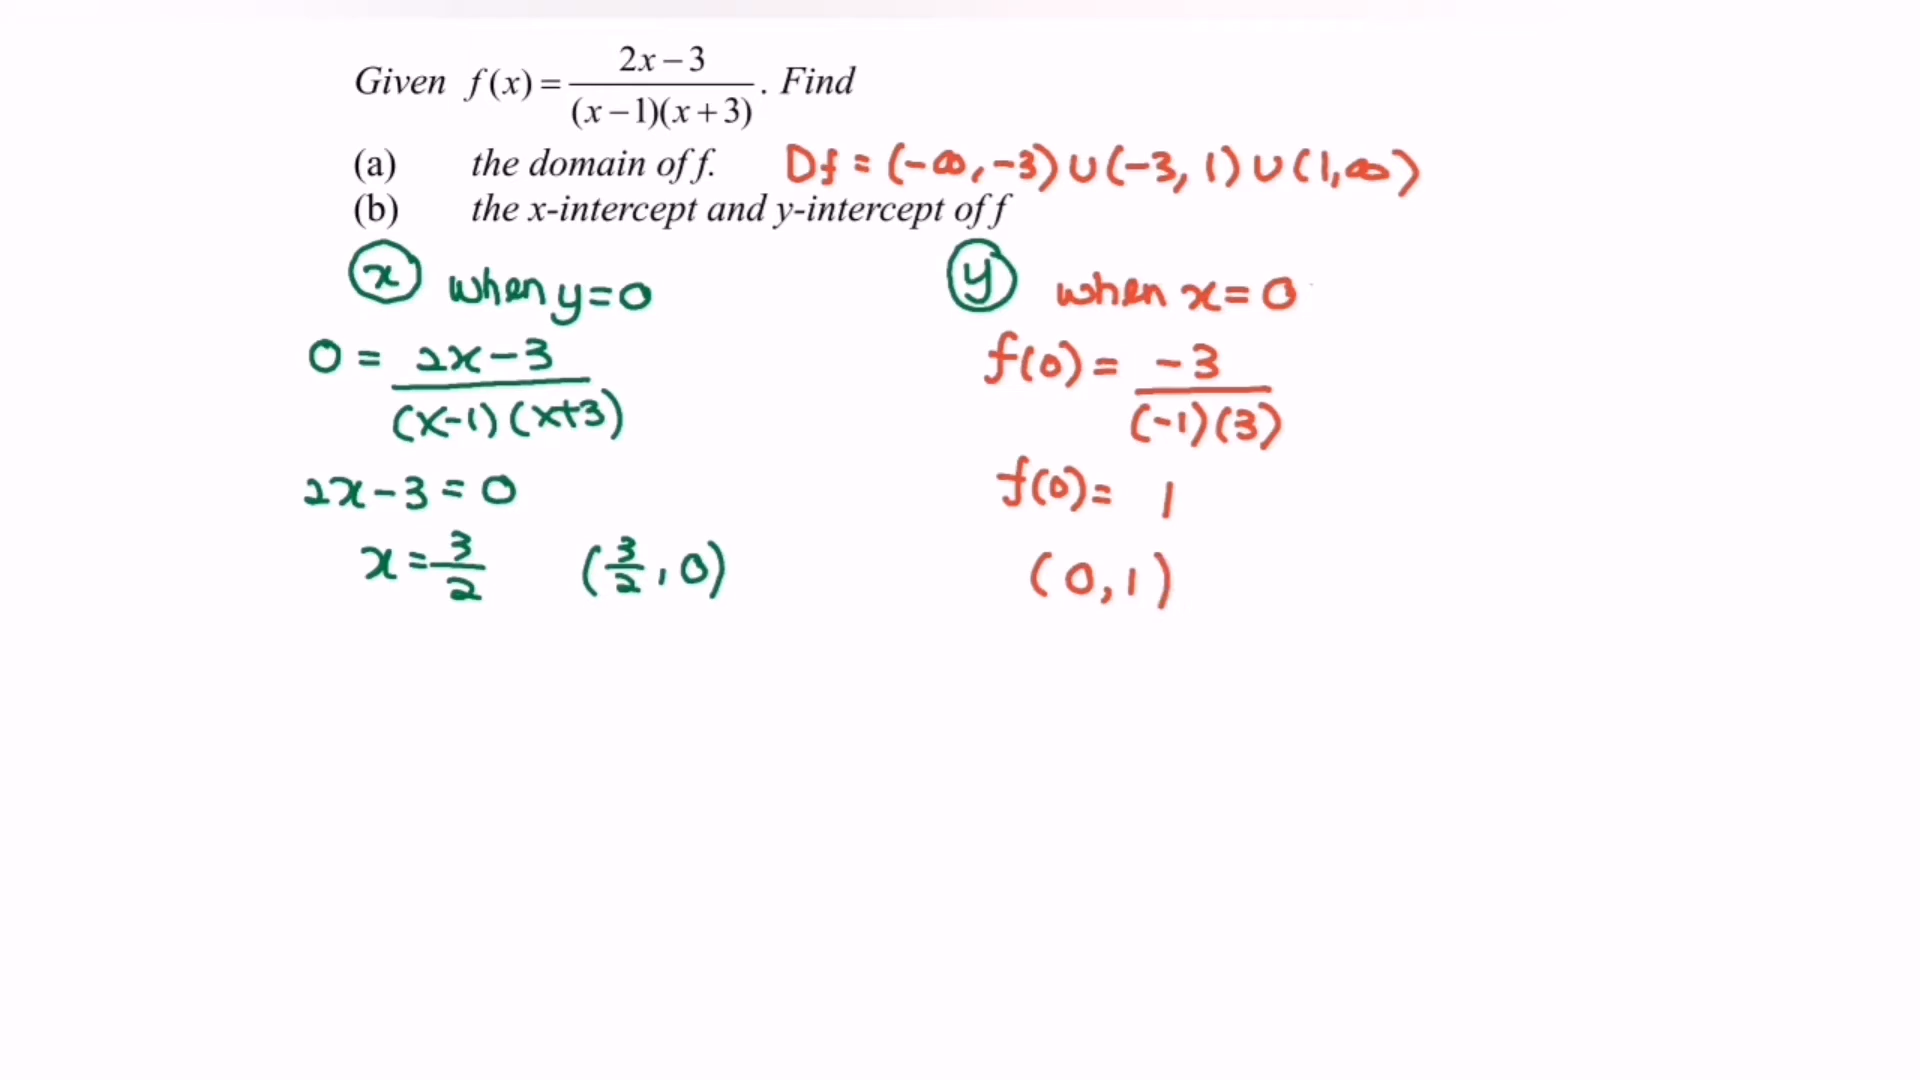 Given f(x) = (2x − 3) / ((x − 1)(x + 3)) . Find
(a) the domain of f. Df = (-∞, -3) ∪ (-3, 1) ∪ (1, ∞)
(b) the x-intercept and y-intercept of f
x when y = 0
0 = (2x - 3) / ((x-1)(x+3))
2x - 3 = 0
x = 3/2 (3/2, 0)
y when x = 0
f(0) = -3 / ((-1)(3))
f(0) = 1
(0, 1)